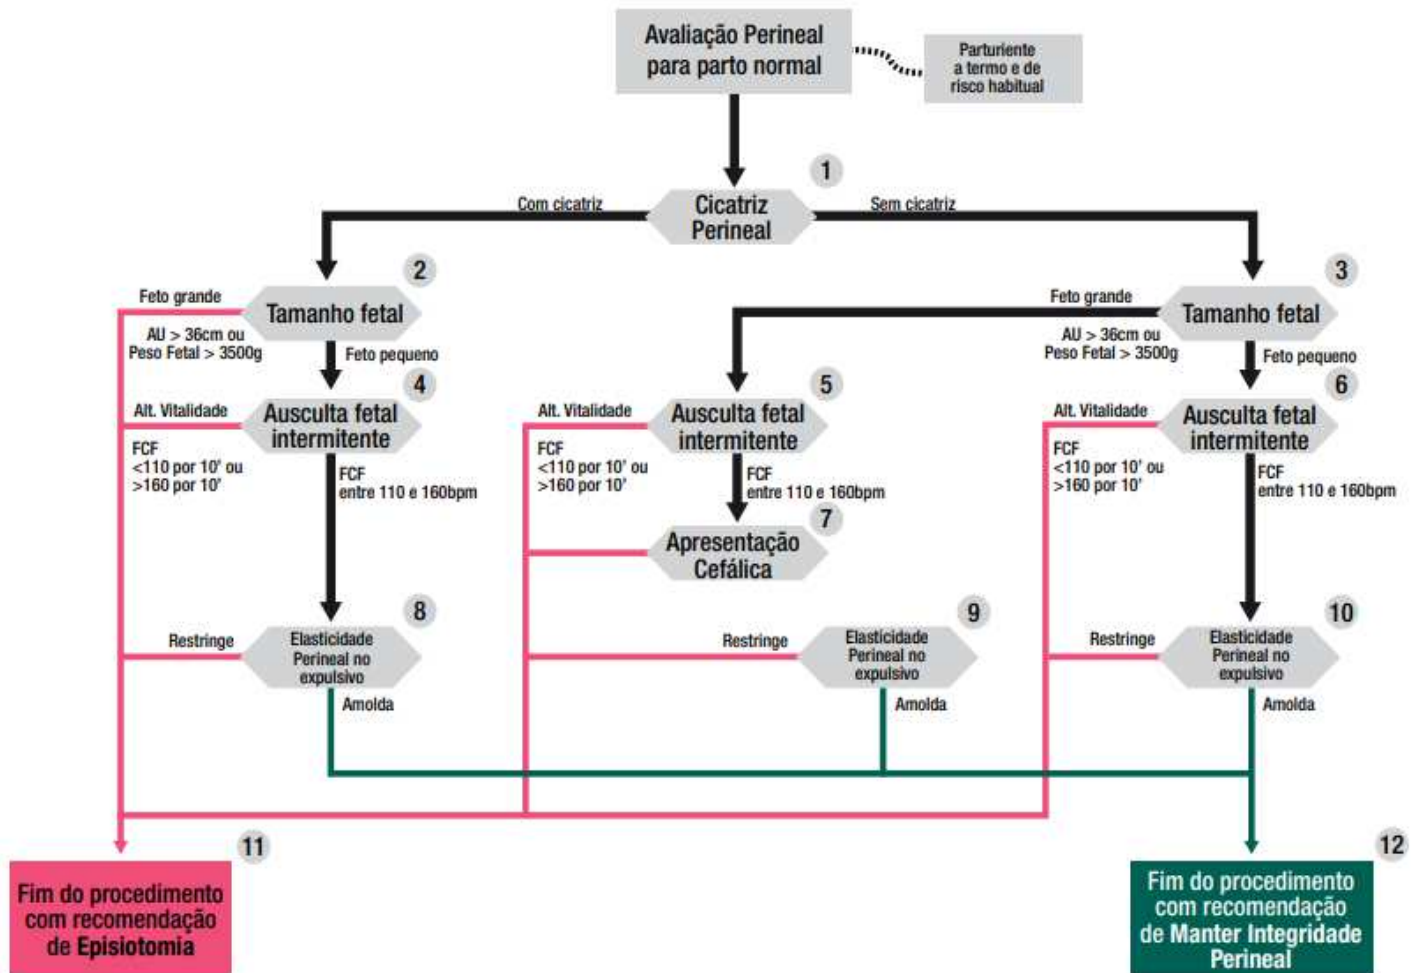 Avaliação Perineal
para parto normal
Parturiente
a termo e de
risco habitual
1
Com cicatriz
Cicatriz
Perineal
Sem cicatriz
2
Feto grande
Tamanho fetal
AU > 36cm ou
Peso Fetal > 3500g
Feto pequeno
3
Feto grande
Tamanho fetal
AU > 36cm ou
Peso Fetal > 3500g
Feto pequeno
4
Alt. Vitalidade
Ausculta fetal
intermitente
FCF
<110 por 10’ ou
>160 por 10’
FCF
entre 110 e 160bpm
5
Alt. Vitalidade
Ausculta fetal
intermitente
FCF
<110 por 10’ ou
>160 por 10’
FCF
entre 110 e 160bpm
6
Alt. Vitalidade
Ausculta fetal
intermitente
FCF
<110 por 10’ ou
>160 por 10’
FCF
entre 110 e 160bpm
7
Apresentação
Cefálica
8
Restringe
Elasticidade
Perineal no
expulsivo
Amolda
9
Restringe
Elasticidade
Perineal no
expulsivo
Amolda
10
Restringe
Elasticidade
Perineal no
expulsivo
Amolda
11
Fim do procedimento
com recomendação
de Episiotomia
12
Fim do procedimento
com recomendação
de Manter Integridade
Perineal